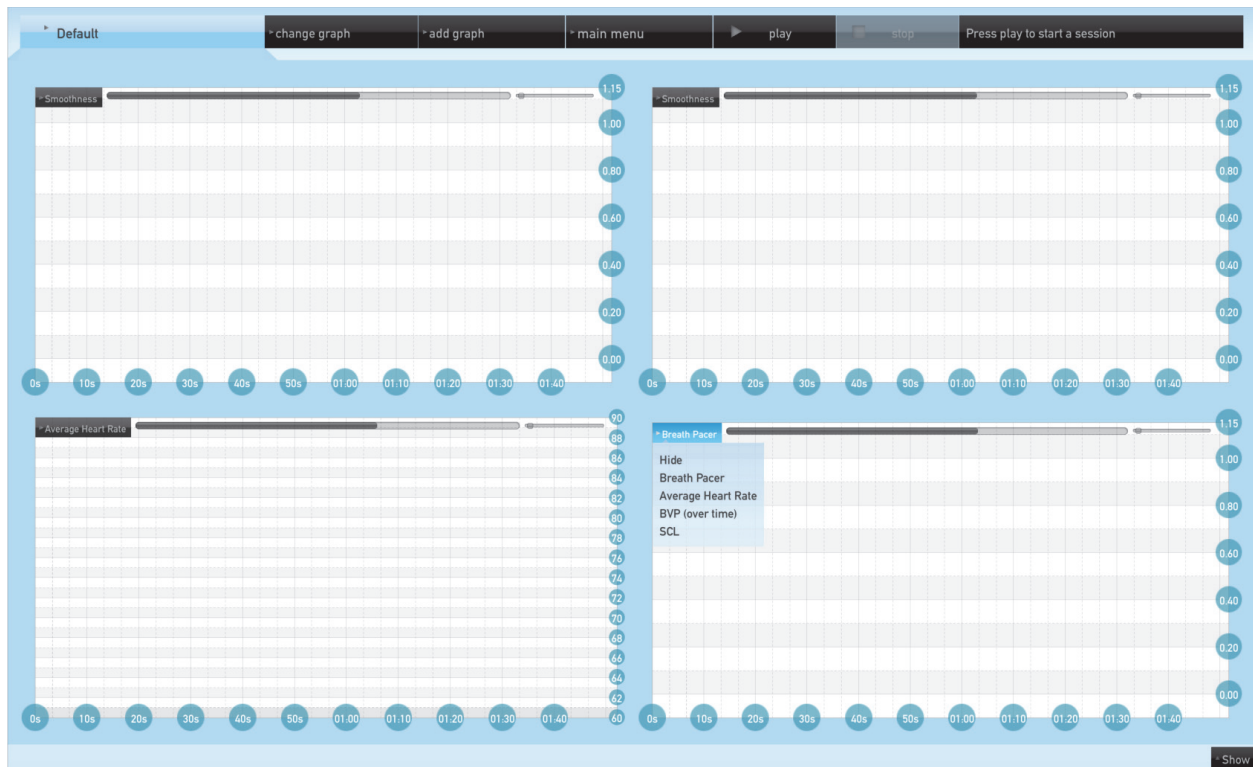 Default
change graph
add graph
main menu
play
stop
Press play to start a session
Smoothness
1.15
1.00
0.80
0.60
0.40
0.20
0.00
0s 10s 20s 30s 40s 50s 01:00 01:10 01:20 01:30 01:40
Smoothness
1.15
1.00
0.80
0.60
0.40
0.20
0.00
0s 10s 20s 30s 40s 50s 01:00 01:10 01:20 01:30 01:40
Average Heart Rate
90
88
86
84
82
80
78
76
74
72
70
68
66
64
62
60
0s 10s 20s 30s 40s 50s 01:00 01:10 01:20 01:30 01:40
Breath Pacer
Hide
Breath Pacer
Average Heart Rate
BVP (over time)
SCL
1.15
1.00
0.80
0.60
0.40
0.20
0.00
0s 10s 20s 30s 40s 50s 01:00 01:10 01:20 01:30 01:40
Show